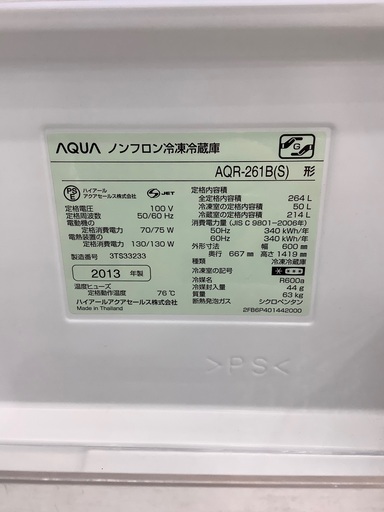 AQUA ノンフロン冷凍冷蔵庫
AQR-261B(S) 形
PSE
ハイアール
アクアセールス株式会社
S JET
定格電圧 100 V
定格周波数 50/60 Hz
電動機の
定格消費電力 70/75 W
電熱装置の
定格消費電力 130/130 W
製造番号 3TS33233
2013 年製
温度ヒューズ
定格動作温度 76℃
ハイアールアクアセールス株式会社
Made in Thailand
G
定格内容積
全定格内容積 264 L
冷凍室の定格内容積 50 L
冷蔵室の定格内容積 214 L
消費電力量 (JIS C 9801-2006年)
50Hz 340 kWh/年
60Hz 340 kWh/年
外形寸法 幅 600 mm
奥行 667 mm 高さ 1419 mm
種類 冷凍冷蔵庫
冷凍室の記号
冷媒名 R600a
冷媒封入量 44 g
質量 63 kg
断熱発泡ガス シクロペンタン
2FB6P401442000
>PS<